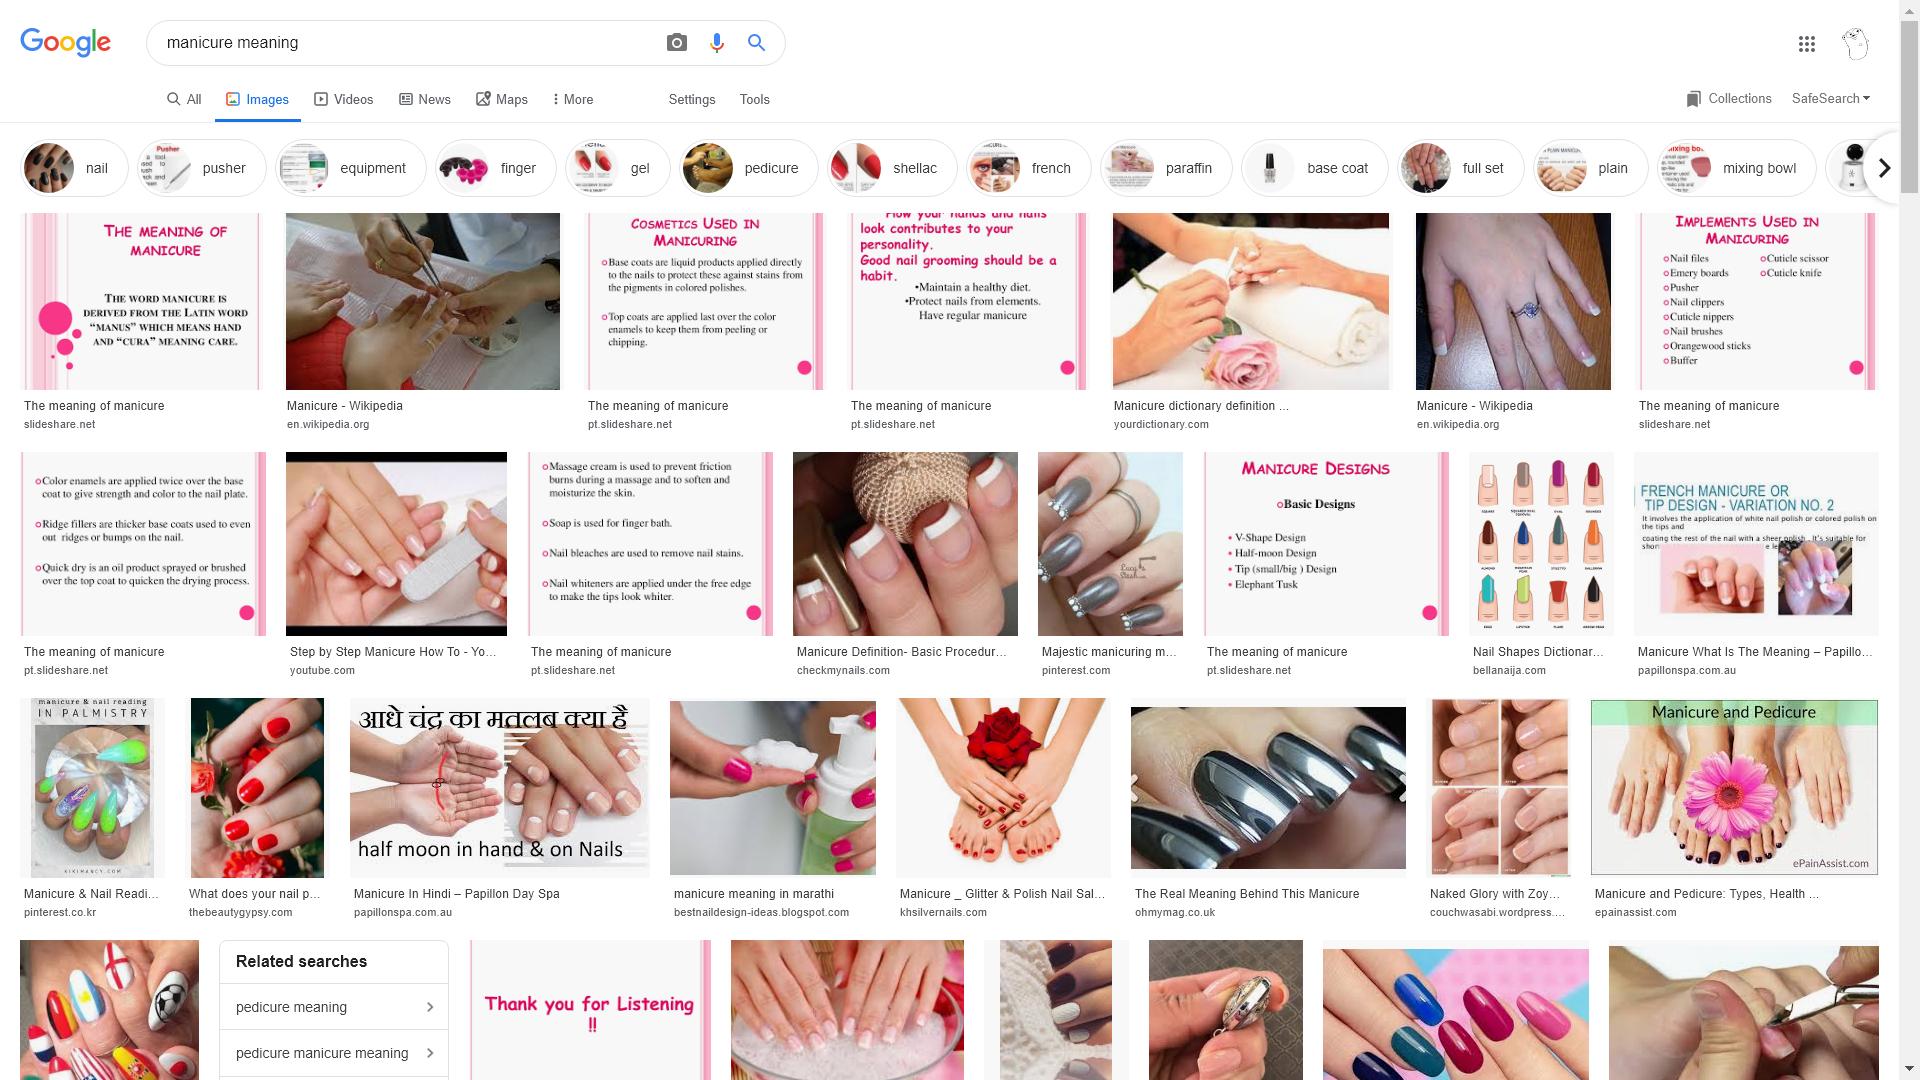 Google
manicure meaning
All
Images
Videos
News
Maps
More
Settings
Tools
Collections
SafeSearch
nail
pusher
equipment
finger
gel
pedicure
shellac
french
paraffin
base coat
full set
plain
mixing bowl
THE MEANING OF
MANICURE
THE WORD MANICURE IS
DERIVED FROM THE LATIN WORD
“MANUS” WHICH MEANS HAND
AND “CURA” MEANING CARE.
The meaning of manicure
slideshare.net
Manicure - Wikipedia
en.wikipedia.org
COSMETICS USED IN
MANICURING
Base coats are liquid products applied directly
to the nails to protect these against stains from
the pigments in colored polishes.
Top coats are applied last over the color
enamels to keep them from peeling or
chipping.
The meaning of manicure
pt.slideshare.net
How your hands and nails
look contributes to your
personality.
Good nail grooming should be a
habit.
•Maintain a healthy diet.
•Protect nails from elements.
Have regular manicure
The meaning of manicure
pt.slideshare.net
Manicure dictionary definition ...
yourdictionary.com
Manicure - Wikipedia
en.wikipedia.org
IMPLEMENTS USED IN
MANICURING
Nail files
Emery boards
Pusher
Nail clippers
Cuticle nippers
Nail brushes
Orangewood sticks
Buffer
Cuticle scissor
Cuticle knife
The meaning of manicure
slideshare.net
Color enamels are applied twice over the base
coat to give strength and color to the nail plate.
Ridge fillers are thicker base coats used to even
out ridges or bumps on the nail.
Quick dry is an oil product sprayed or brushed
over the top coat to quicken the drying process.
The meaning of manicure
pt.slideshare.net
Step by Step Manicure How To - Yo...
youtube.com
Massage cream is used to prevent friction
burns during a massage and to soften and
moisturize the skin.
Soap is used for finger bath.
Nail bleaches are used to remove nail stains.
Nail whiteners are applied under the free edge
to make the tips look whiter.
The meaning of manicure
pt.slideshare.net
Manicure Definition- Basic Procedur...
checkmynails.com
Majestic manicuring m...
pinterest.com
MANICURE DESIGNS
Basic Designs
• V-Shape Design
• Half-moon Design
• Tip (small/big ) Design
• Elephant Tusk
The meaning of manicure
pt.slideshare.net
Nail Shapes Dictionar...
bellanaija.com
FRENCH MANICURE OR
TIP DESIGN - VARIATION NO. 2
It involves the application of white nail polish or colored polish on
the tips and
coating the rest of the nail with a sheer polish . It's suitable for
Manicure What Is The Meaning – Papillo...
papillonspa.com.au
manicure & nail reading
IN PALMISTRY
KIKIMANCY.COM
Manicure & Nail Readi...
pinterest.co.kr
What does your nail p...
thebeautygypsy.com
आधे चंद्र का मतलब क्या है
half moon in hand & on Nails
Manicure In Hindi – Papillon Day Spa
papillonspa.com.au
manicure meaning in marathi
bestnaildesign-ideas.blogspot.com
Manicure _ Glitter & Polish Nail Sal...
khsilvernails.com
The Real Meaning Behind This Manicure
ohmymag.co.uk
Naked Glory with Zoy...
couchwasabi.wordpress....
Manicure and Pedicure
ePainAssist.com
Manicure and Pedicure: Types, Health ...
epainassist.com
Related searches
pedicure meaning
pedicure manicure meaning
Thank you for Listening
!!